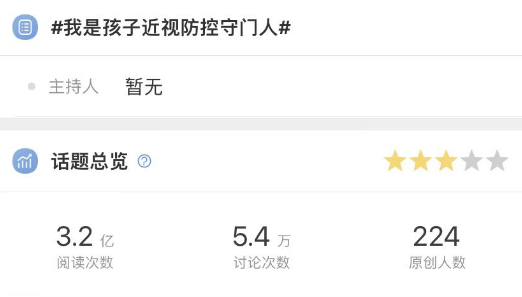 #我是孩子近视防控守门人#
主持人 暂无
话题总览 ?
3.2 亿 5.4 万 224
阅读次数 讨论次数 原创人数